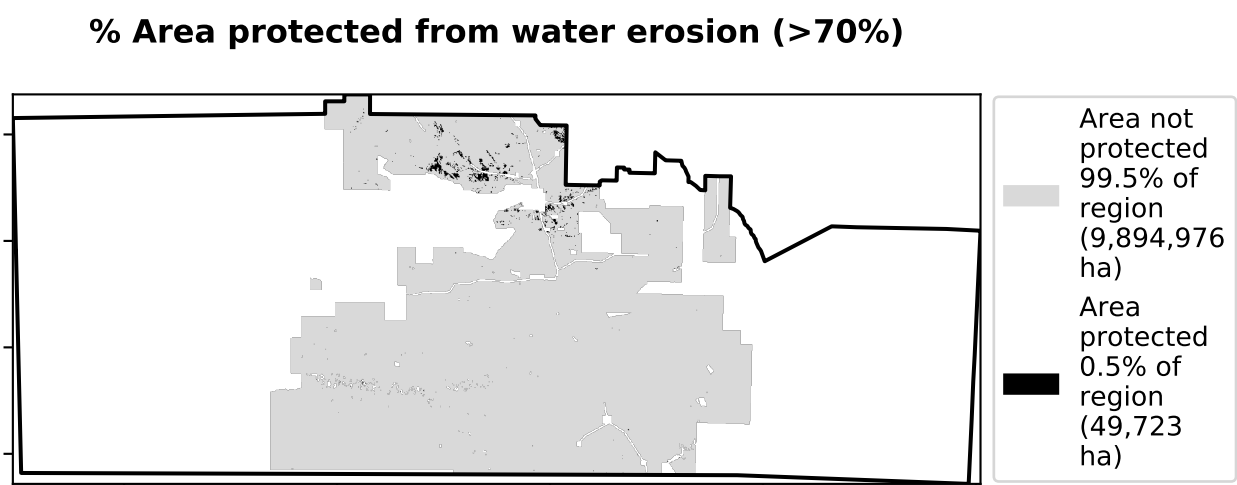 % Area protected from water erosion (>70%)
Area not
protected
99.5% of
region
(9,894,976
ha)
Area
protected
0.5% of
region
(49,723
ha)